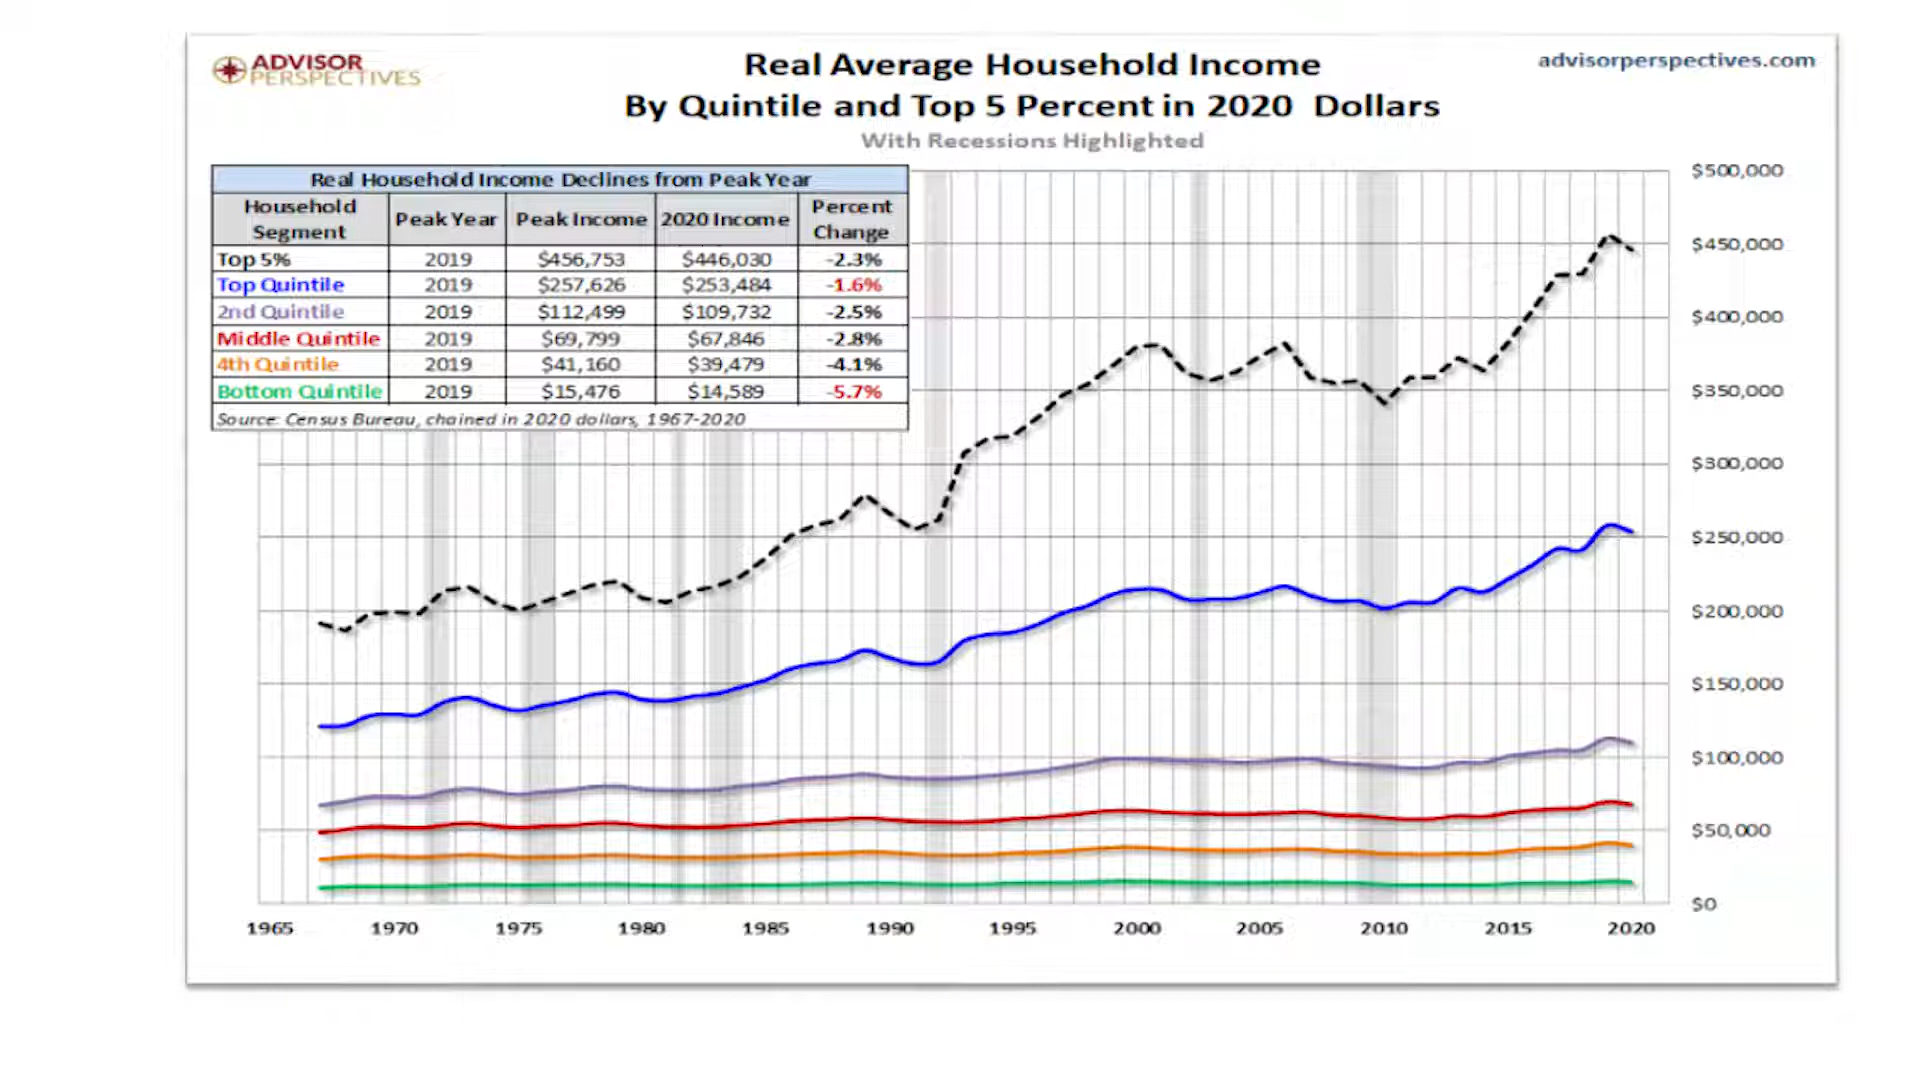 ADVISOR
PERSPECTIVES
Real Average Household Income
By Quintile and Top 5 Percent in 2020 Dollars
With Recessions Highlighted
advisorperspectives.com
Real Household Income Declines from Peak Year
Household Segment Peak Year Peak Income 2020 Income Percent Change
Top 5% 2019 $456,753 $446,030 -2.3%
Top Quintile 2019 $257,626 $253,484 -1.6%
2nd Quintile 2019 $112,499 $109,732 -2.5%
Middle Quintile 2019 $69,799 $67,846 -2.8%
4th Quintile 2019 $41,160 $39,479 -4.1%
Bottom Quintile 2019 $15,476 $14,589 -5.7%
Source: Census Bureau, chained in 2020 dollars, 1967-2020
$500,000
$450,000
$400,000
$350,000
$300,000
$250,000
$200,000
$150,000
$100,000
$50,000
$0
1965 1970 1975 1980 1985 1990 1995 2000 2005 2010 2015 2020